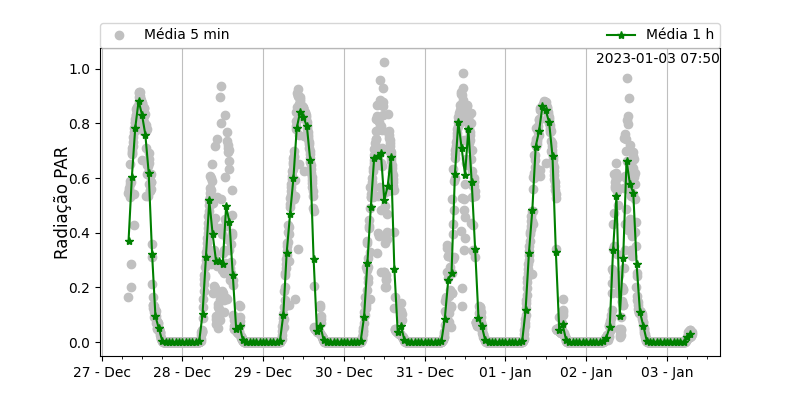 Média 5 min
Média 1 h
2023-01-03 07:50
Radiação PAR
1.0
0.8
0.6
0.4
0.2
0.0
27 - Dec
28 - Dec
29 - Dec
30 - Dec
31 - Dec
01 - Jan
02 - Jan
03 - Jan